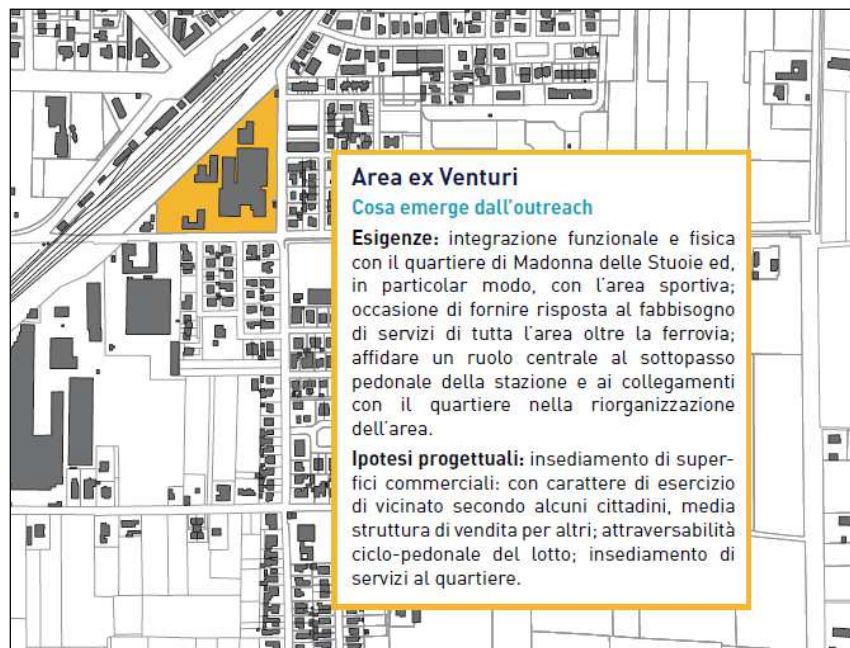 Area ex Venturi
Cosa emerge dall'outreach
Esigenze: integrazione funzionale e fisica
con il quartiere di Madonna delle Stuoie ed,
in particolar modo, con l'area sportiva;
occasione di fornire risposta al fabbisogno
di servizi di tutta l'area oltre la ferrovia;
affidare un ruolo centrale al sottopasso
pedonale della stazione e ai collegamenti
con il quartiere nella riorganizzazione
dell'area.
Ipotesi progettuali: insediamento di super-
fici commerciali: con carattere di esercizio
di vicinato secondo alcuni cittadini, media
struttura di vendita per altri; attraversabilità
ciclo-pedonale del lotto; insediamento di
servizi al quartiere.